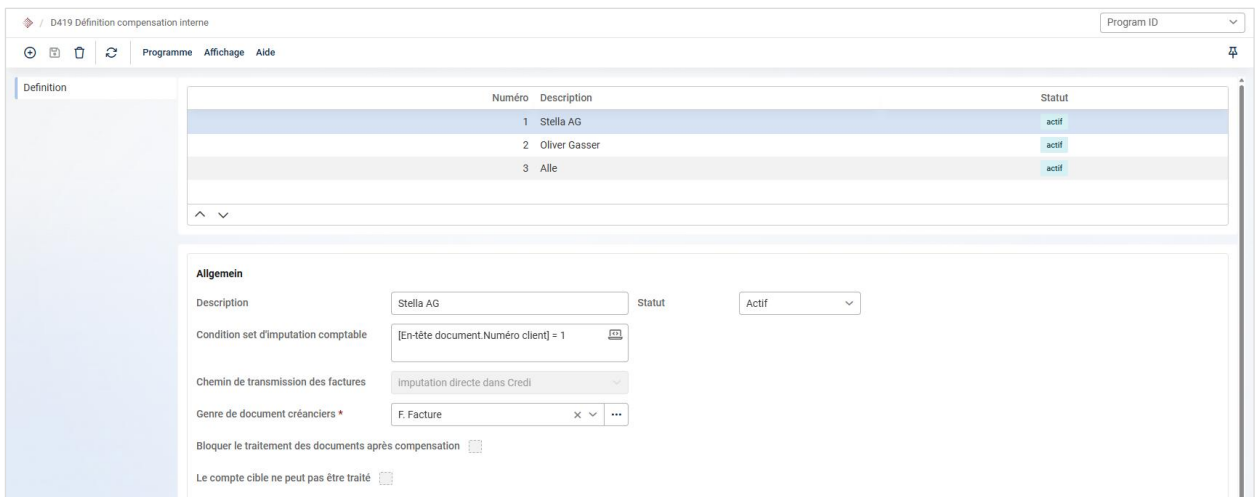 / D419 Définition compensation interne
Program ID
Programme Affichage Aide
Definition
Numéro Description Statut
1 Stella AG actif
2 Oliver Gasser actif
3 Alle actif
Allgemein
Description Stella AG Statut Actif
Condition set d'imputation comptable [En-tête document.Numéro client] = 1
Chemin de transmission des factures imputation directe dans Credi
Genre de document créanciers * F. Facture
Bloquer le traitement des documents après compensation
Le compte cible ne peut pas être traité